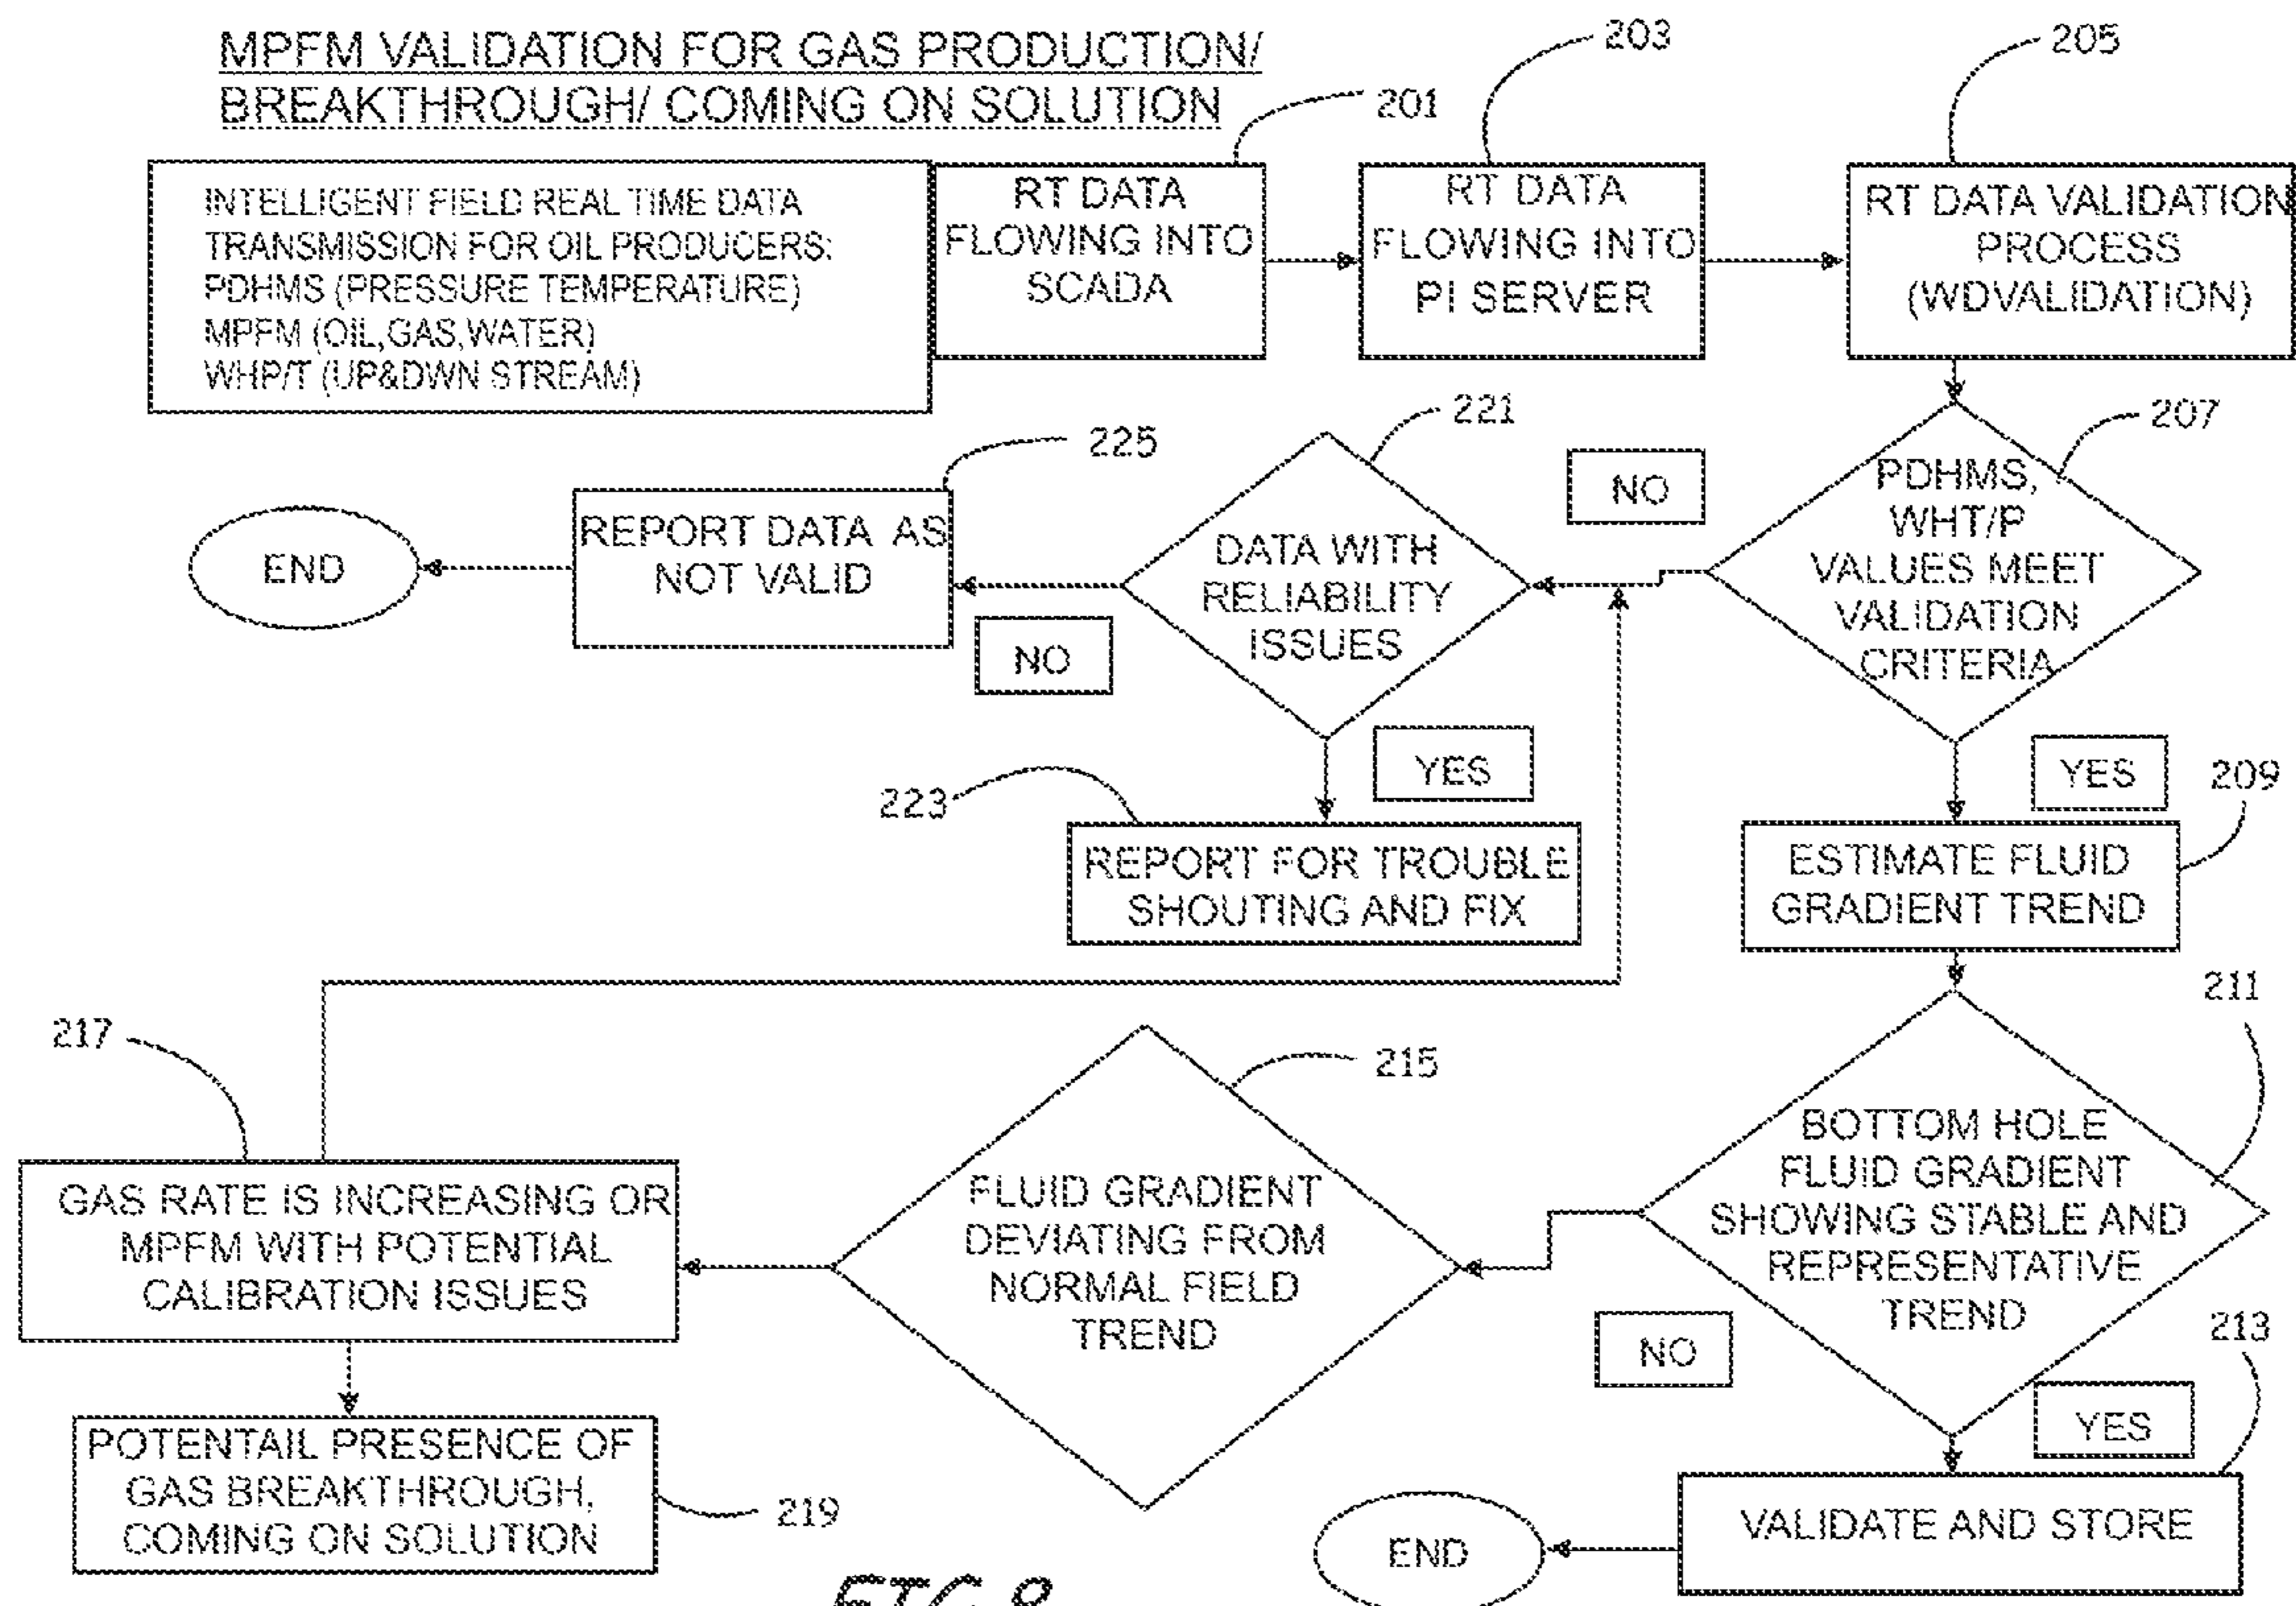 MPFM VALIDATION FOR GAS PRODUCTION/
BREAKTHROUGH/ COMING ON SOLUTION
201
203
205
INTELLIGENT FIELD REAL TIME DATA
TRANSMISSION FOR OIL PRODUCERS:
PDHMS (PRESSURE TEMPERATURE)
MPFM (OIL,GAS,WATER)
WHP/T (UP&DWN STREAM)
RT DATA
FLOWING INTO
SCADA
RT DATA
FLOWING INTO
PI SERVER
RT DATA VALIDATION
PROCESS
(WDVALIDATION)
207
PDHMS,
WHT/P
VALUES MEET
VALIDATION
CRITERIA
NO
221
DATA WITH
RELIABILITY
ISSUES
NO
225
REPORT DATA AS
NOT VALID
END
YES
223
REPORT FOR TROUBLE
SHOUTING AND FIX
YES
209
ESTIMATE FLUID
GRADIENT TREND
211
BOTTOM HOLE
FLUID GRADIENT
SHOWING STABLE AND
REPRESENTATIVE
TREND
NO
215
FLUID GRADIENT
DEVIATING FROM
NORMAL FIELD
TREND
217
GAS RATE IS INCREASING OR
MPFM WITH POTENTIAL
CALIBRATION ISSUES
POTENTAIL PRESENCE OF
GAS BREAKTHROUGH,
COMING ON SOLUTION
219
YES
213
VALIDATE AND STORE
END